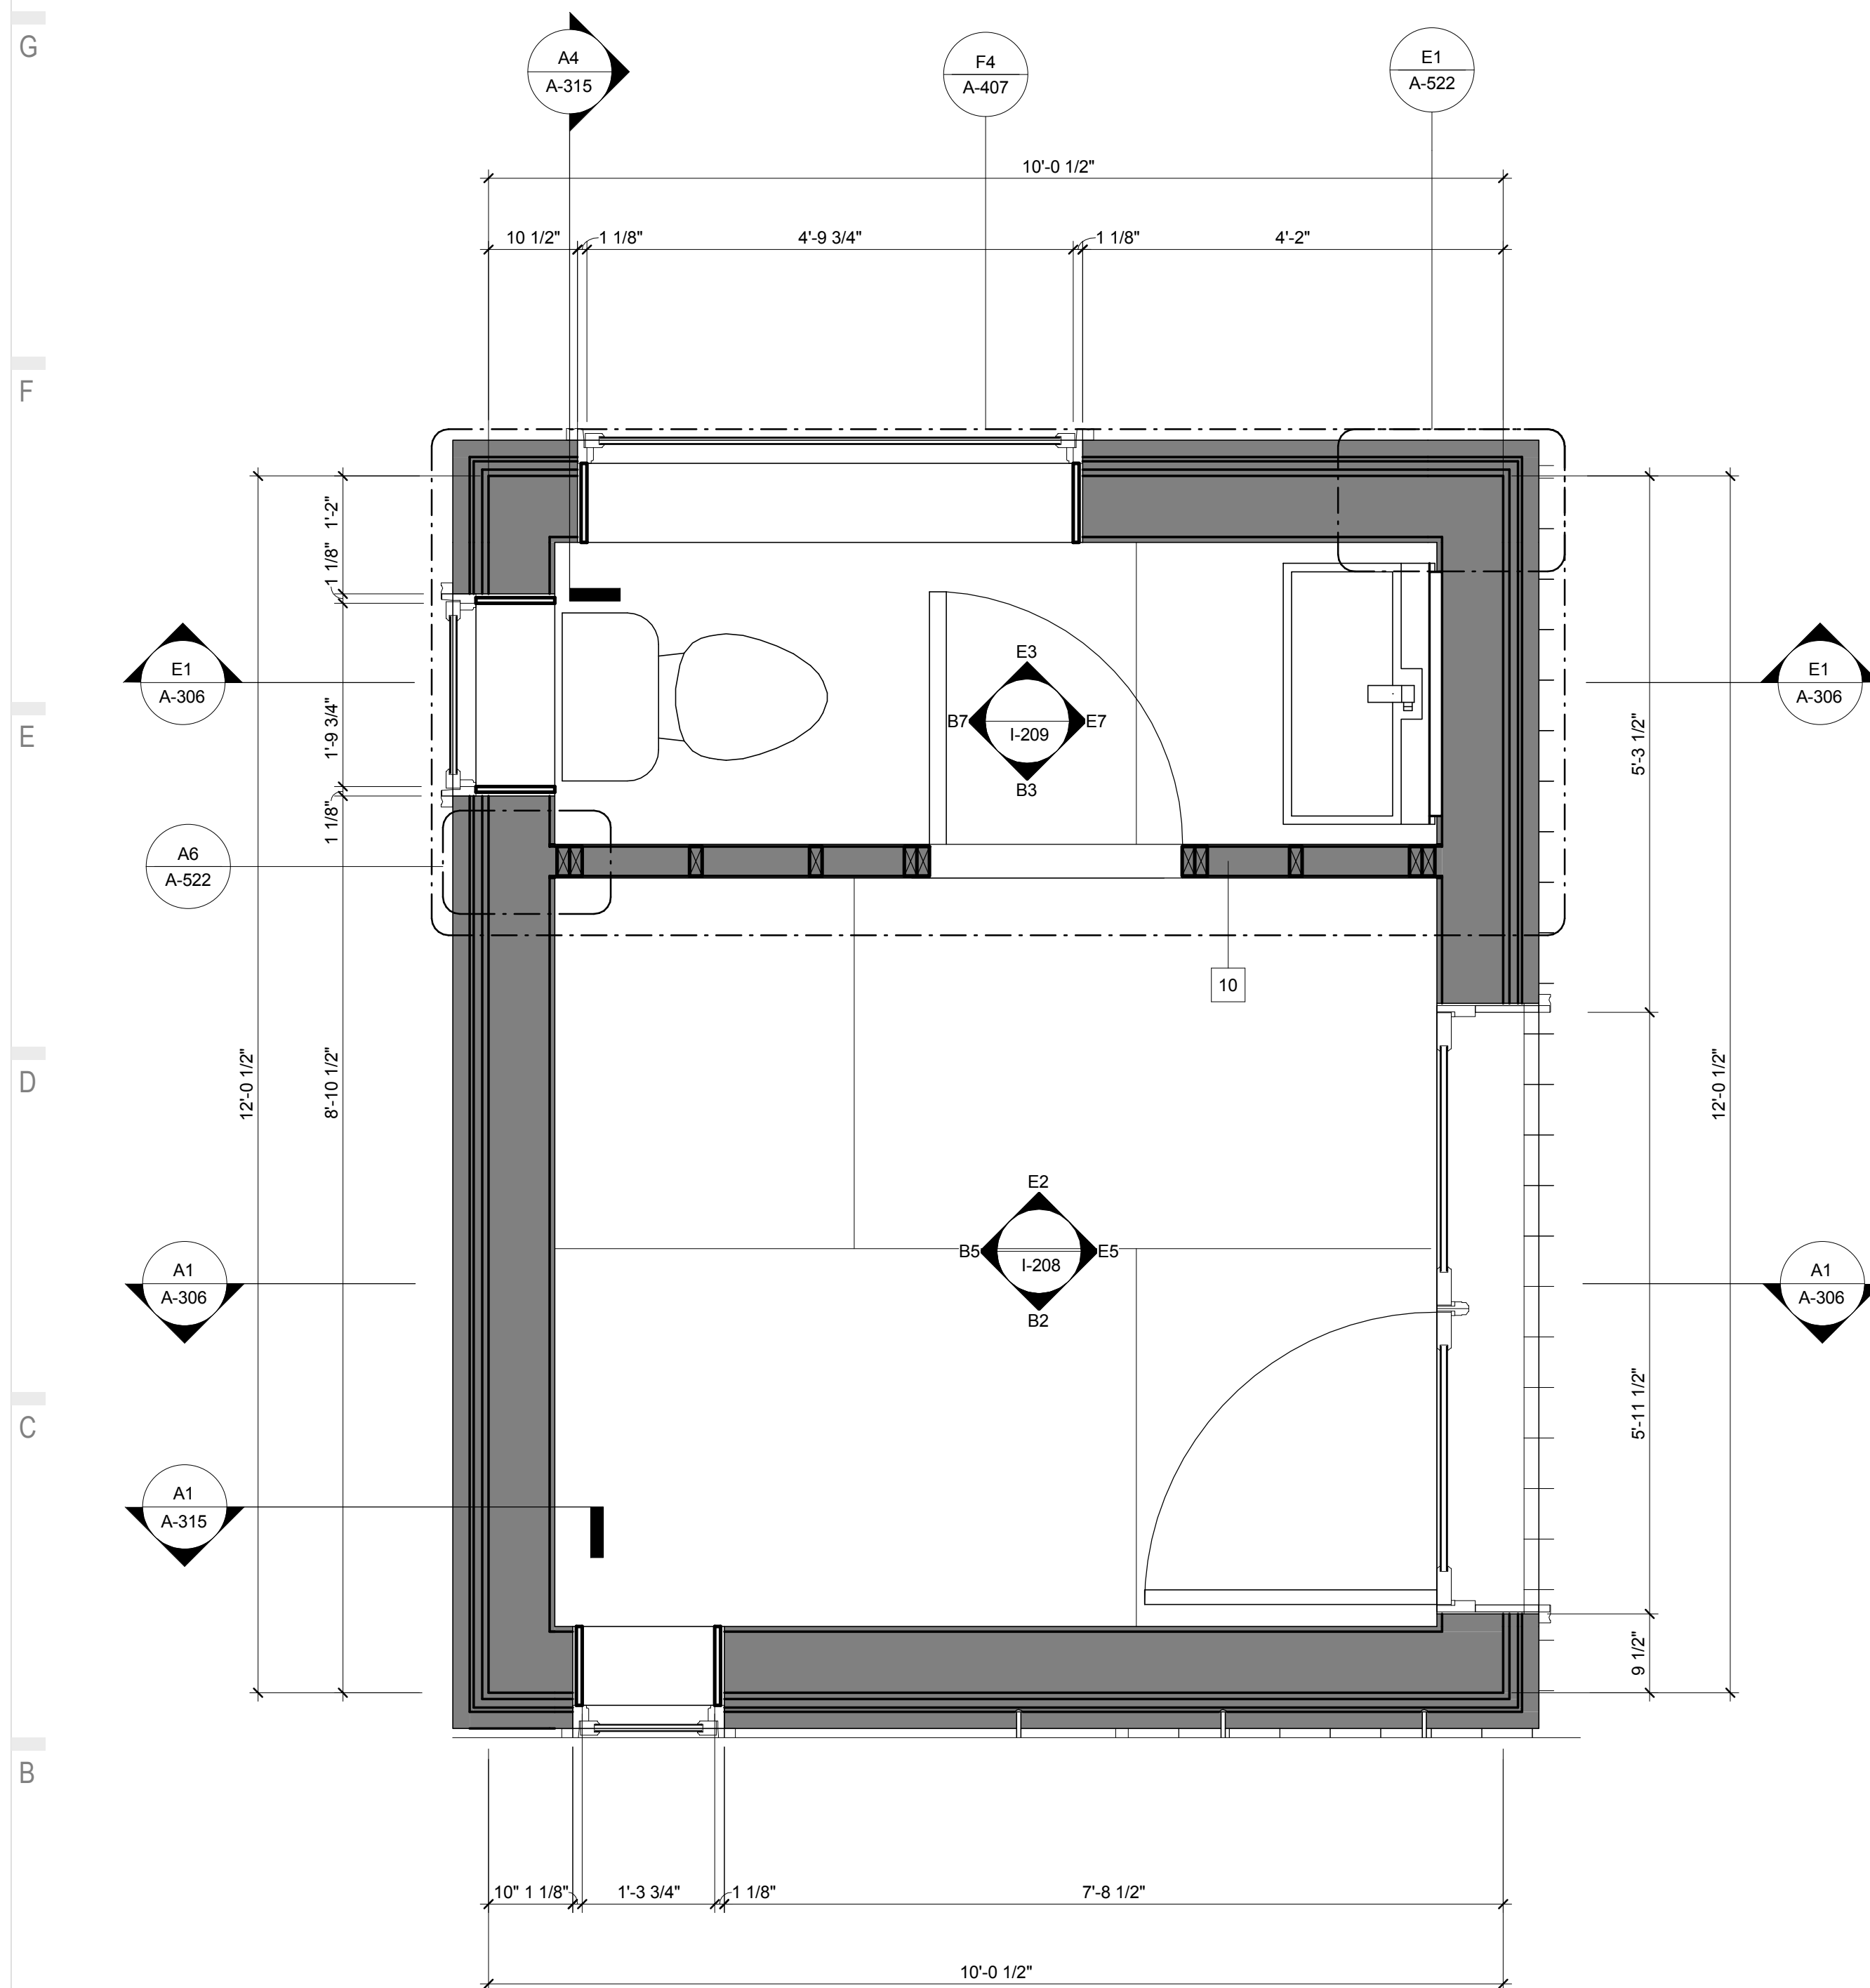 G
A4
A-315
F4
A-407
E1
A-522
10'-0 1/2"
10 1/2"
1 1/8"
4'-9 3/4"
1 1/8"
4'-2"
F
1'-2"
1 1/8"
E1
A-306
E1
A-306
E
1'-9 3/4"
E3
B7
I-209
E7
B3
5'-3 1/2"
1 1/8"
A6
A-522
10
D
12'-0 1/2"
8'-10 1/2"
12'-0 1/2"
E2
B5
I-208
E5
B2
A1
A-306
A1
A-306
C
5'-11 1/2"
A1
A-315
9 1/2"
B
10"
1 1/8"
1'-3 3/4"
1 1/8"
7'-8 1/2"
10'-0 1/2"